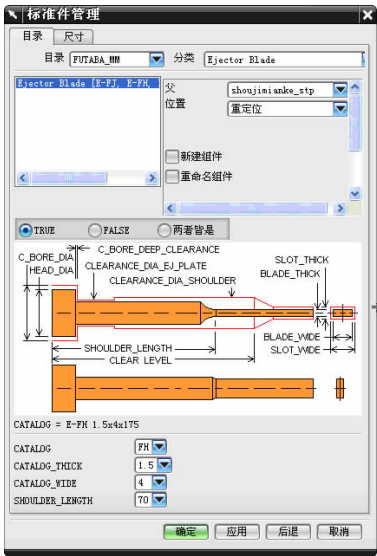 标准件管理
目录 尺寸
目录 FUTABA_MM 分类 Ejector Blade
Ejector Blade [E-FJ, E-FH,
父 shoujimianke_stp
位置 重定位
新建组件
重命名组件
TRUE FALSE 两者皆是
C_BORE_DIA
HEAD_DIA
C_BORE_DEEP_CLEARANCE
CLEARANCE_DIA_EJ_PLATE
CLEARANCE_DIA_SHOULDER
SLOT_THICK
BLADE_THICK
BLADE_WIDE
SLOT_WIDE
SHOULDER_LENGTH
CLEAR LEVEL
CATALOG = E-FH 1.5x4x175
CATALOG FH
CATALOG_THICK 1.5
CATALOG_WIDE 4
SHOULDER_LENGTH 70
确定 应用 后退 取消